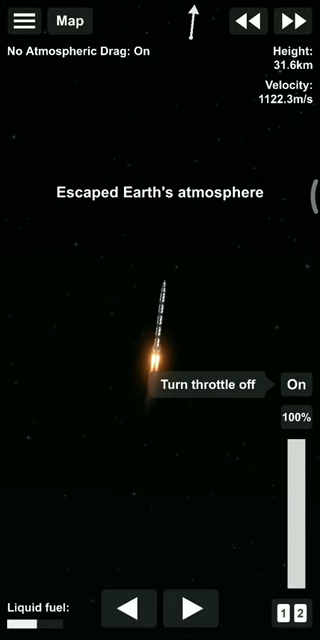 Map
No Atmospheric Drag: On
Height:
31.6km
Velocity:
1122.3m/s
Escaped Earth's atmosphere
Turn throttle off
On
100%
Liquid fuel:
1 2